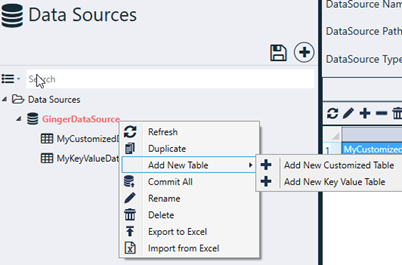 Data Sources
DataSource Name
DataSource Path
DataSource Type
Search
Data Sources
GingerDataSource
MyCustomizedD
MyKeyValueDat
Refresh
Duplicate
Add New Table
Commit All
Rename
Delete
Export to Excel
Import from Excel
Add New Customized Table
Add New Key Value Table
1
MyCustomized